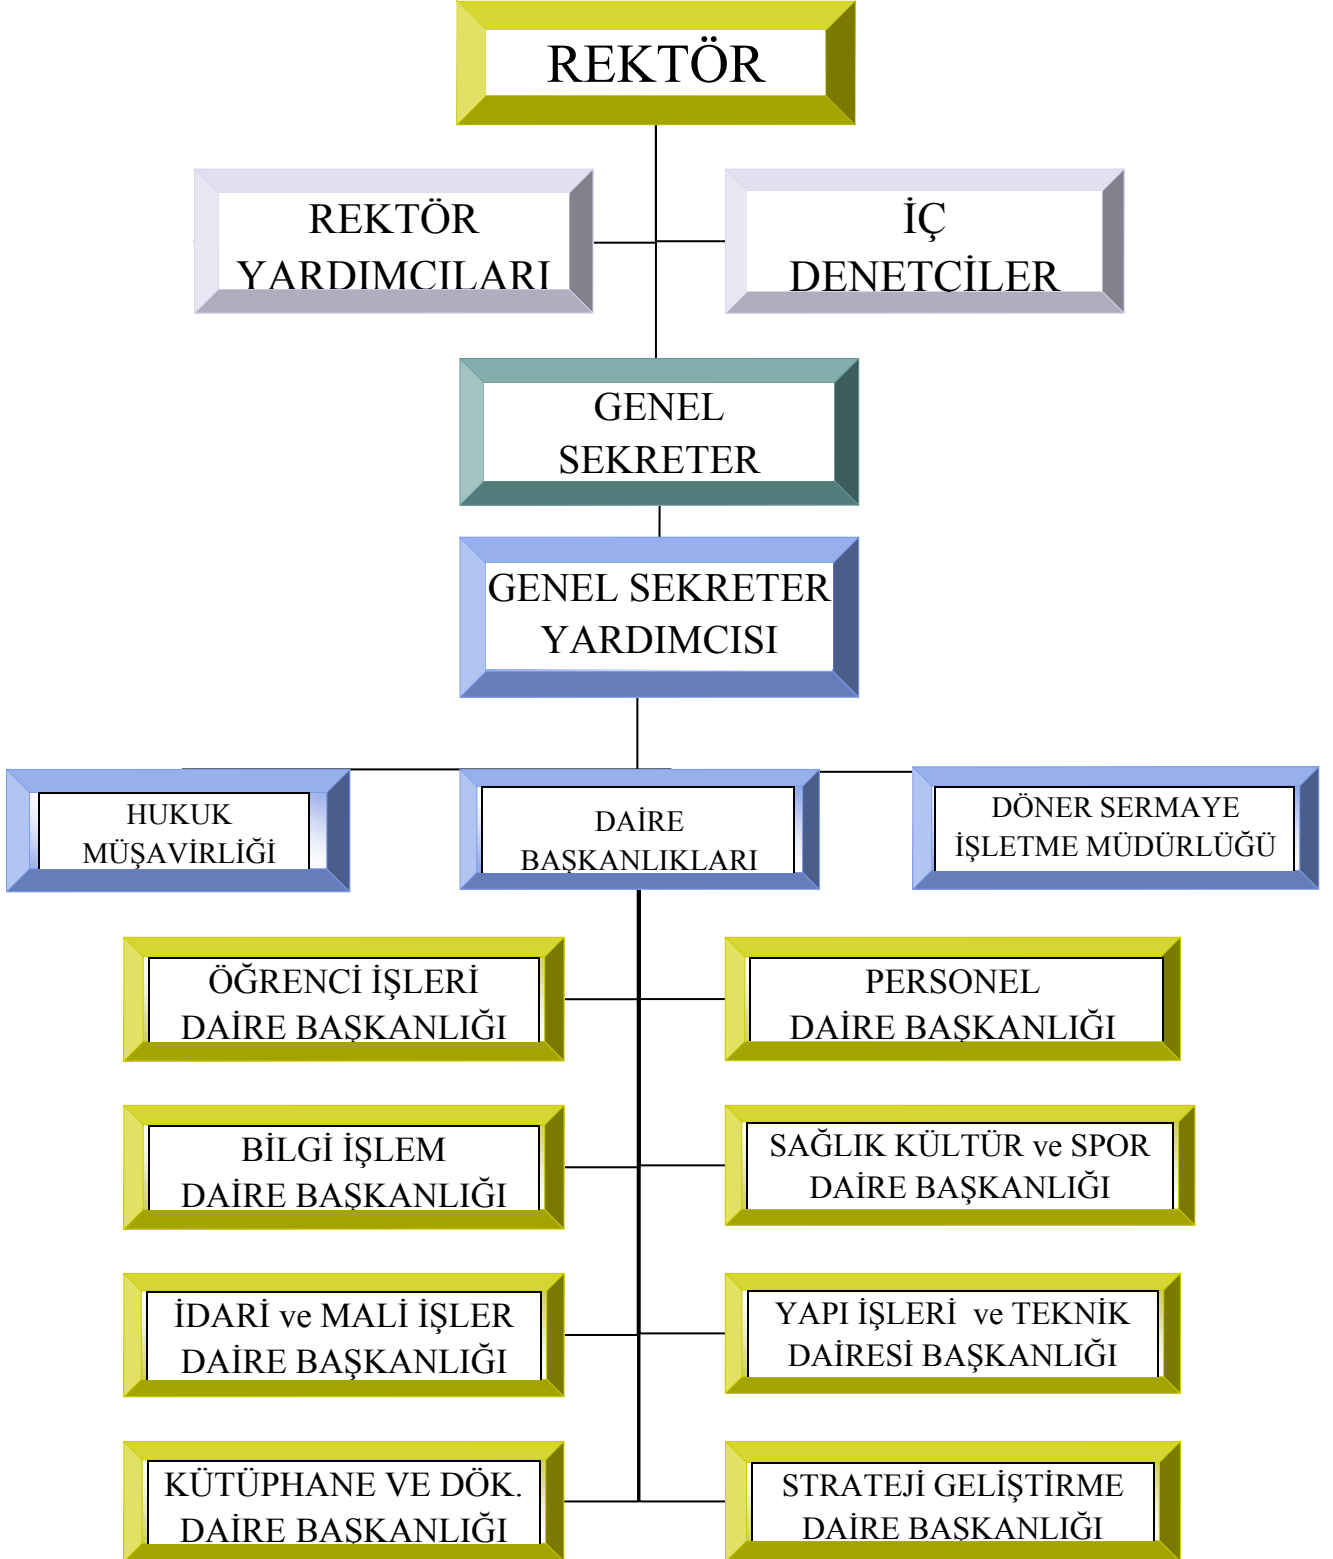 REKTÖR
REKTÖR
YARDIMCILARI
İÇ
DENETCİLER
GENEL
SEKRETER
GENEL SEKRETER
YARDIMCISI
HUKUK
MÜŞAVİRLİĞİ
DAİRE
BAŞKANLIKLARI
DÖNER SERMAYE
İŞLETME MÜDÜRLÜĞÜ
ÖĞRENCİ İŞLERİ
DAİRE BAŞKANLIĞI
PERSONEL
DAİRE BAŞKANLIĞI
BİLGİ İŞLEM
DAİRE BAŞKANLIĞI
SAĞLIK KÜLTÜR ve SPOR
DAİRE BAŞKANLIĞI
İDARİ ve MALİ İŞLER
DAİRE BAŞKANLIĞI
YAPI İŞLERİ ve TEKNİK
DAİRESİ BAŞKANLIĞI
KÜTÜPHANE VE DÖK.
DAİRE BAŞKANLIĞI
STRATEJİ GELİŞTİRME
DAİRE BAŞKANLIĞI